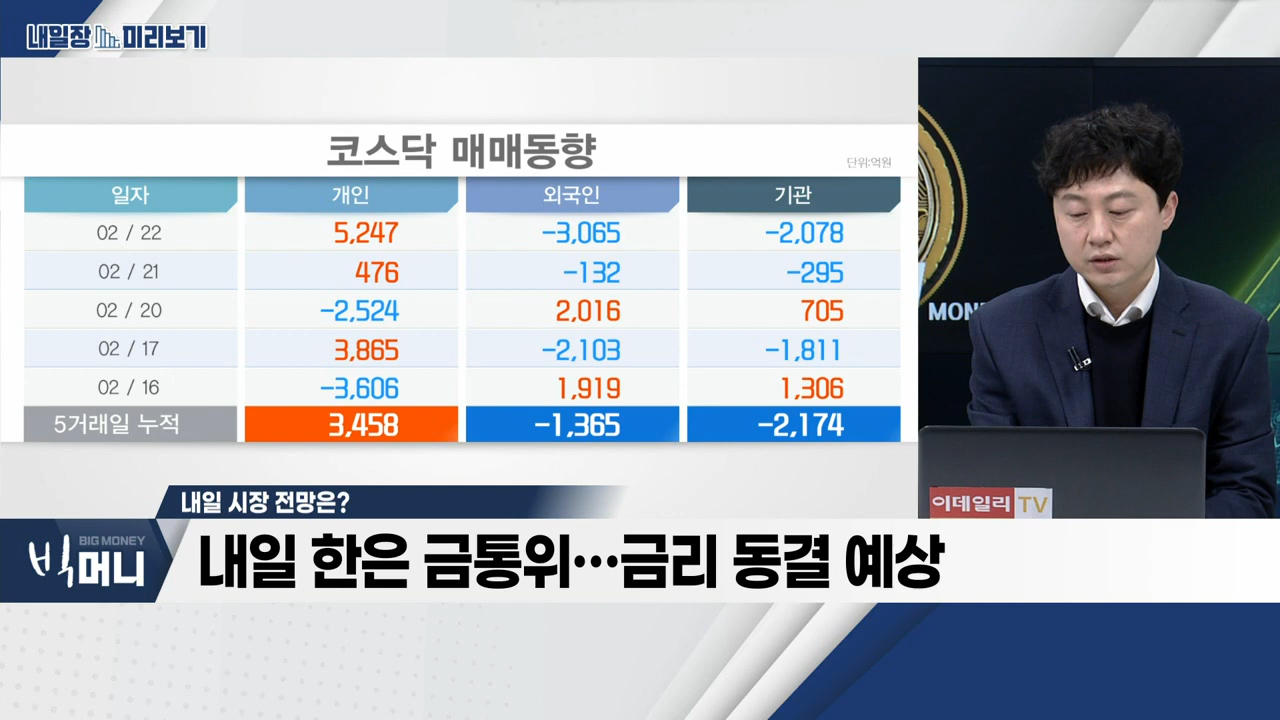 내일장 미리보기
코스닥 매매동향
단위:억원
일자 개인 외국인 기관
02 / 22 5,247 -3,065 -2,078
02 / 21 476 -132 -295
02 / 20 -2,524 2,016 705
02 / 17 3,865 -2,103 -1,811
02 / 16 -3,606 1,919 1,306
5거래일 누적 3,458 -1,365 -2,174
이데일리 TV
내일 시장 전망은?
BIG MONEY
빅머니
내일 한은 금통위…금리 동결 예상